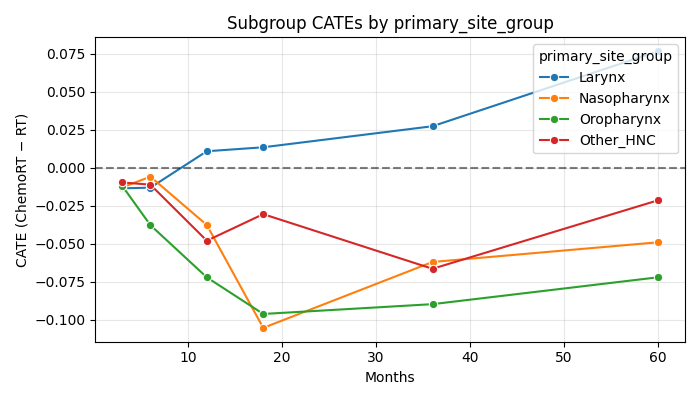 Subgroup CATEs by primary_site_group
CATE (ChemoRT − RT)
0.075
0.050
0.025
0.000
−0.025
−0.050
−0.075
−0.100
primary_site_group
Larynx
Nasopharynx
Oropharynx
Other_HNC
10 20 30 40 50 60
Months